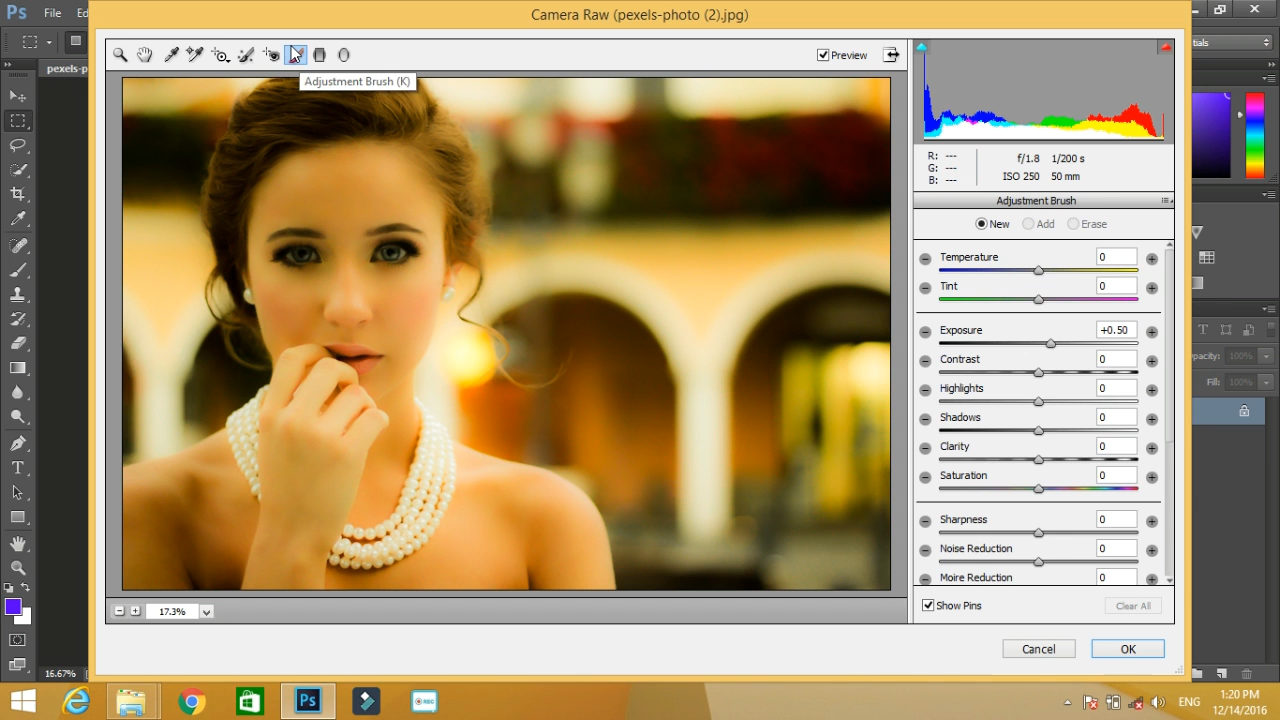 Camera Raw (pexels-photo (2).jpg)
Ps File Ed
Preview
tials
pexels-p
Adjustment Brush (K)
R: ---
G: ---
B: ---
f/1.8 1/200 s
ISO 250 50 mm
Adjustment Brush
New Add Erase
Temperature 0
Tint 0
Exposure +0.50
Contrast 0
Highlights 0
Shadows 0
Clarity 0
Saturation 0
Sharpness 0
Noise Reduction 0
Moire Reduction 0
pacity: 100%
Fill: 100%
Show Pins Clear All
17.3%
Cancel OK
16.67%
Ps
REC
ENG
1:20 PM
12/14/2016